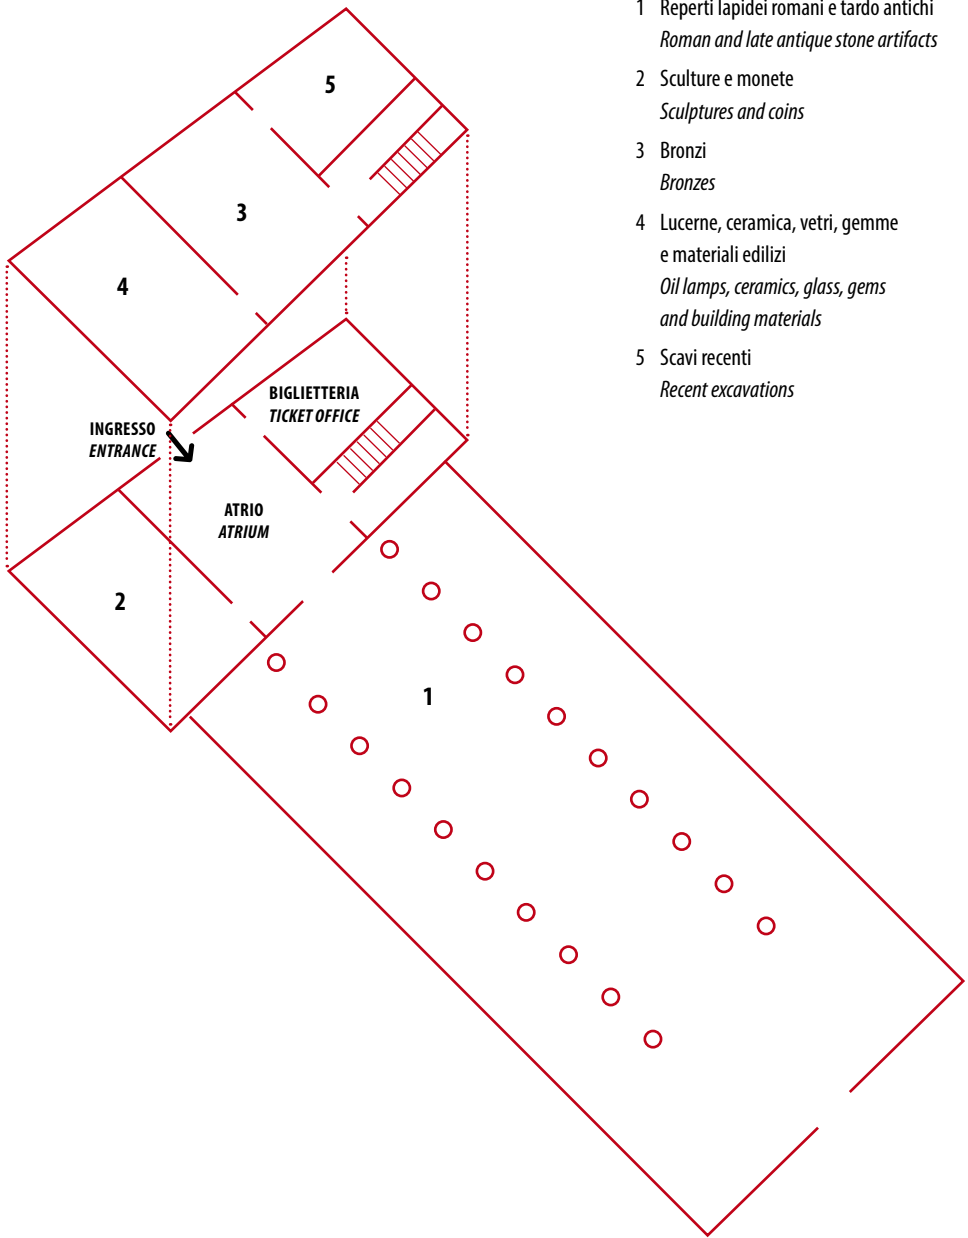 1 Reperti lapidei romani e tardo antichi
Roman and late antique stone artifacts
2 Sculture e monete
Sculptures and coins
3 Bronzi
Bronzes
4 Lucerne, ceramica, vetri, gemme
e materiali edilizi
Oil lamps, ceramics, glass, gems
and building materials
5 Scavi recenti
Recent excavations
5
3
4
BIGLIETTERIA
TICKET OFFICE
INGRESSO
ENTRANCE
ATRIO
ATRIUM
2
1